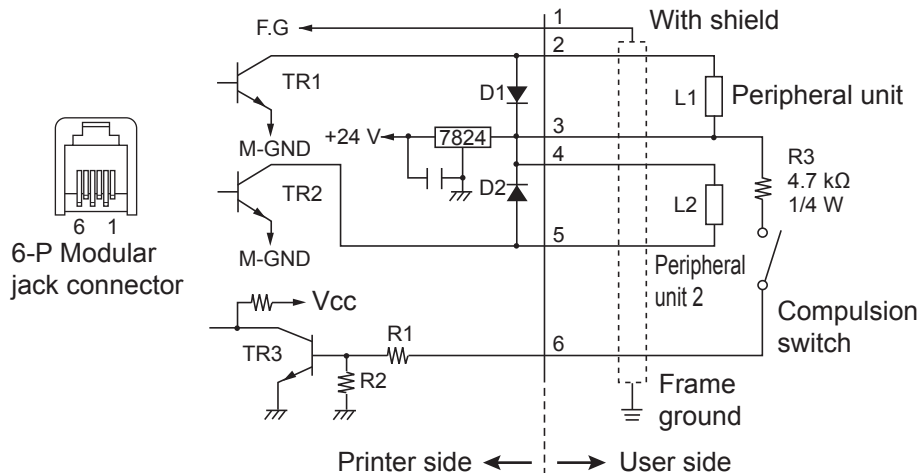 F.G
1
With shield
2
TR1
D1
L1
Peripheral unit
+24 V
7824
3
M-GND
4
R3
4.7 kΩ
1/4 W
TR2
D2
L2
6 1
6-P Modular
jack connector
M-GND
5
Peripheral
unit 2
Vcc
Compulsion
switch
TR3
R1
6
R2
Frame
ground
Printer side
User side